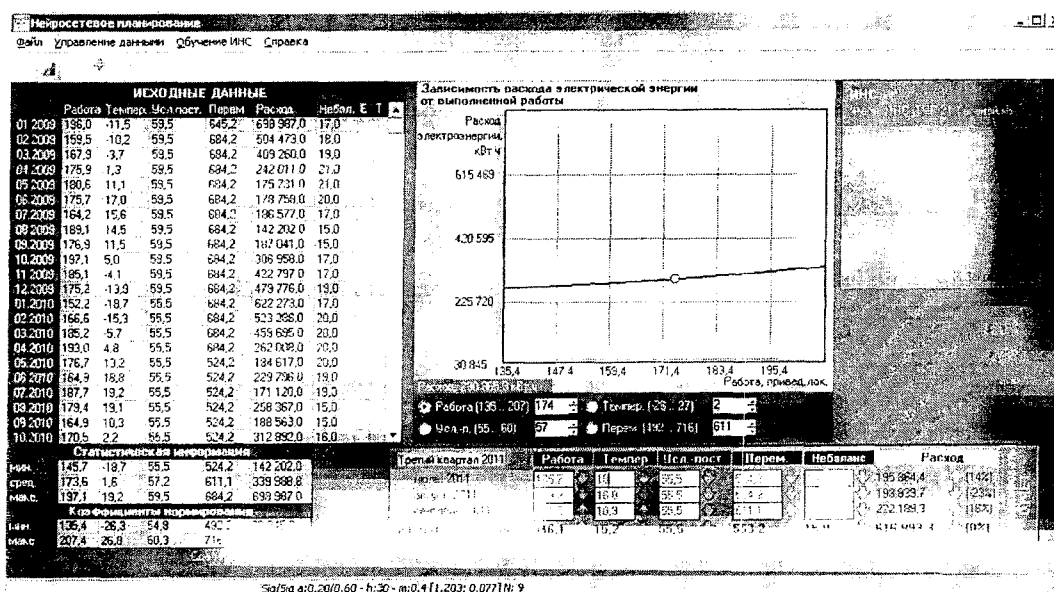 Нейросетевое планирование
Файл Управление данными Обучение ИНС Справка
ИСХОДНЫЕ ДАННЫЕ
Работа Темпер. Усл.пост. Перем Расход Небал. Е Т
01.2009 196,0 -11,5 59,5 645,2 698 987,0 17,0
02.2009 159,5 -10,2 59,5 684,2 504 473,0 18,0
03.2009 167,9 -3,7 59,5 684,2 409 260,0 19,0
04.2009 175,9 1,3 59,5 684,2 242 011,0 21,0
05.2009 180,6 11,1 59,5 684,2 175 731,0 21,0
06.2009 175,7 17,0 59,5 684,2 178 759,0 20,0
07.2009 164,2 15,6 59,5 684,2 186 577,0 17,0
08.2009 189,1 14,5 59,5 684,2 142 202,0 15,0
09.2009 176,9 11,5 59,5 684,2 187 041,0 15,0
10.2009 197,1 5,0 59,5 684,2 306 958,0 17,0
11.2009 185,1 -4,1 59,5 684,2 422 797,0 17,0
12.2009 175,2 -13,9 59,5 684,2 479 776,0 19,0
01.2010 152,2 -18,7 55,5 684,2 622 273,0 17,0
02.2010 166,6 -15,3 55,5 684,2 20,0
03.2010 185,2 -5,7 55,5 684,2 459 695,0 20,0
04.2010 193,0 4,8 55,5 684,2 262 008,0 20,0
05.2010 176,7 13,2 55,5 524,2 184 617,0 20,0
06.2010 164,9 18,8 55,5 524,2 229 796,0 19,0
07.2010 187,7 19,2 55,5 524,2 171 120,0 19,0
08.2010 179,4 19,1 55,5 524,2 258 367,0 15,0
09.2010 164,9 10,3 55,5 524,2 188 563,0 15,0
10.2010 170,5 2,2 55,5 524,2 312 892,0 16,0
Статистическая информация
мин. 145,7 -18,7 55,5 524,2 142 202,0
сред. 173,6 1,6 57,2 611,1 339 988,8
макс. 197,1 19,2 59,5 684,2 698 987,0
Коэффициенты нормирования
мин. 135,4 -26,3 54,8
макс 207,4 26,8 60,3
Зависимость расхода электрической энергии
от выполненной работы
Расход
электроэнергии,
кВт ч
615 469
420 595
225 720
30 845
135,4 147,4 159,4 171,4 183,4 195,4
Работа, привед.лок.
Работа (135 .. 207) 174 Темпер. (-26 .. 27) 2
Усл.-п. (55 .. 60) 57 Перем (492 .. 716) 611
Третий квартал 2011 Работа Темпер Усл.-пост Перем. Небаланс Расход
19 55,5 195 864,4 (14%)
16,8 55,5 198 939,7 (23%)
10,9 55,5 222 189,3 (16%)
15,2 55,5 553,2 616 993,3 (0%)
Sig/Sig a:0.20/0.60 - h:30 - m:0.4 [1.203; 0.077] N: 9